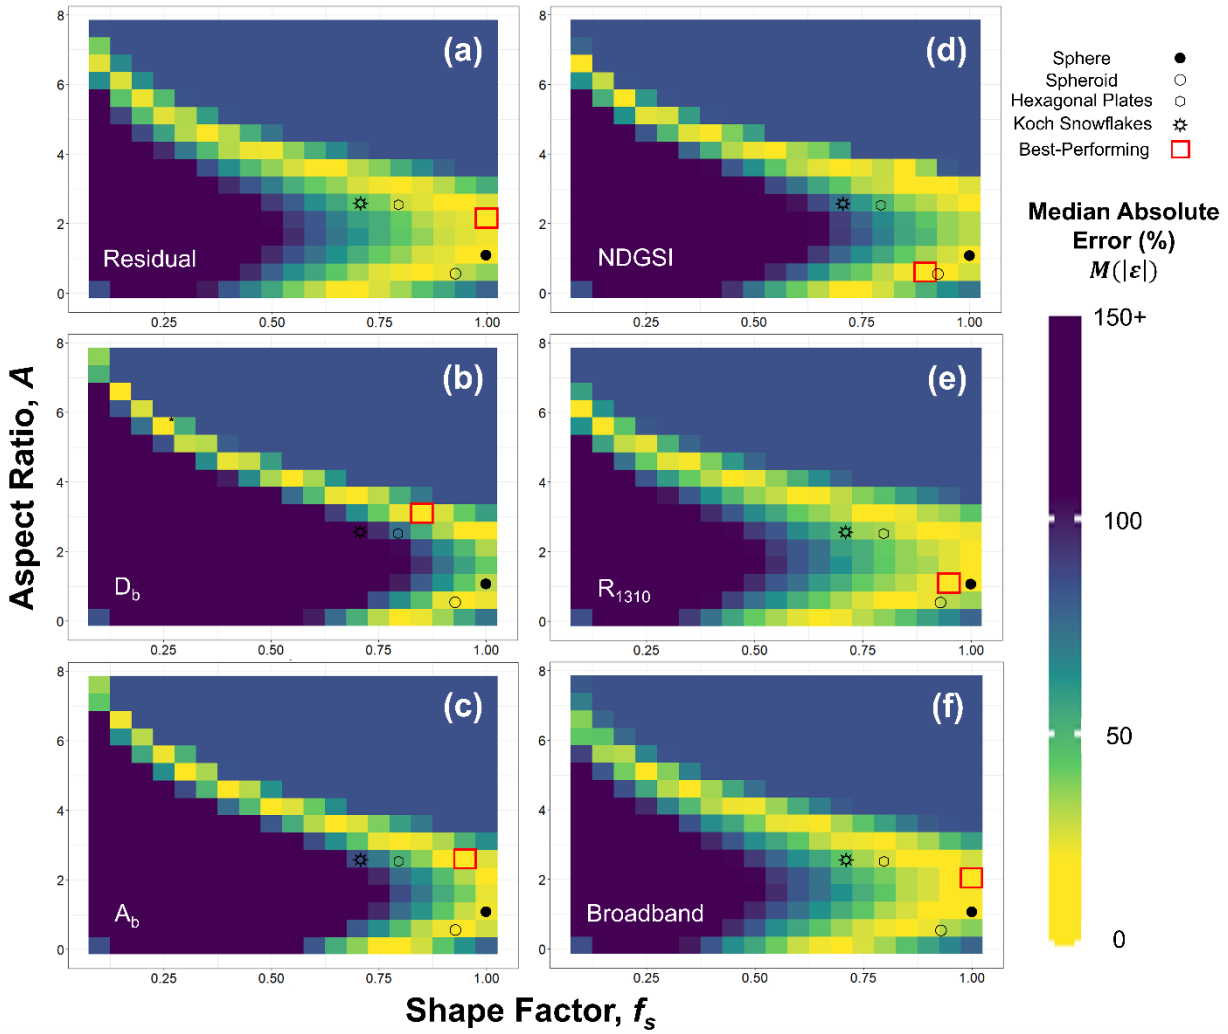 8
6
4
2
0
(a)
Residual
0.25
0.50
0.75
1.00
8
6
4
2
0
(d)
NDGSI
0.25
0.50
0.75
1.00
8
6
4
2
0
(b)
D_b
0.25
0.50
0.75
1.00
8
6
4
2
0
(e)
R_1310
0.25
0.50
0.75
1.00
8
6
4
2
0
(c)
A_b
0.25
0.50
0.75
1.00
8
6
4
2
0
(f)
Broadband
0.25
0.50
0.75
1.00
Aspect Ratio, A
Shape Factor, f_s
Sphere
Spheroid
Hexagonal Plates
Koch Snowflakes
Best-Performing
Median Absolute
Error (%)
M(|ε|)
150+
100
50
0